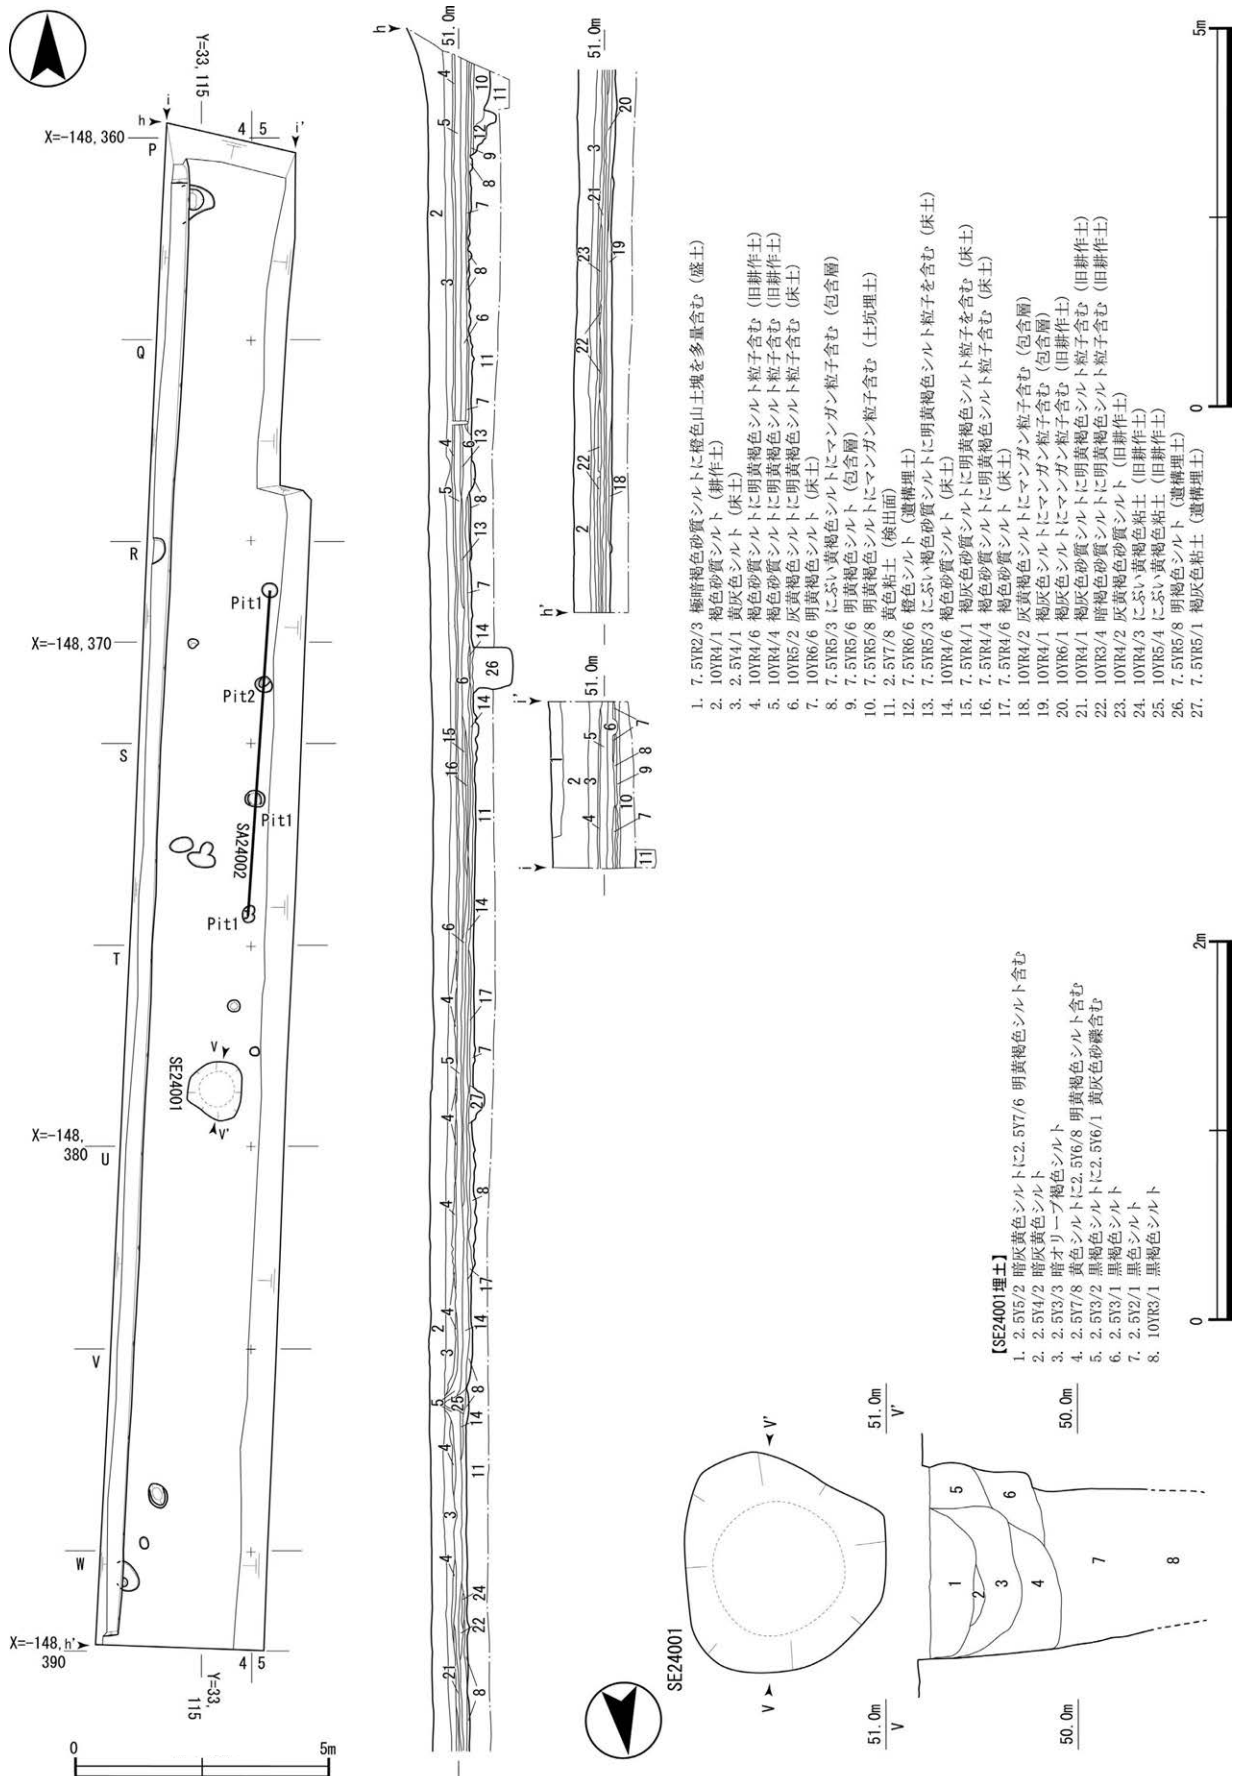 X=-148, 360
P
h
i
Y=33, 115
4 5
i'
Q
R
Pit1
X=-148, 370
Pit2
S
Pit1
SA24002
Pit1
T
SE24001
V
V'
X=-148, 380
U
V
W
X=-148, 390
h'
4 5
Y=33, 115
0
5m
h
51.0m
h'
51.0m
i'
51.0m
i
1. 7.5YR2/3 極暗褐色砂質シルトに橙色山土塊を多量含む（盛土）
2. 10YR4/1 褐色砂質シルト（耕作土）
3. 2.5Y4/1 黄灰色シルト（床土）
4. 10YR4/6 褐色砂質シルトに明黄褐色シルト粒子含む（旧耕作土）
5. 10YR4/4 褐色砂質シルトに明黄褐色シルト粒子含む（旧耕作土）
6. 10YR5/2 灰黄褐色シルトに明黄褐色シルト粒子含む（床土）
7. 10YR6/6 明黄褐色シルト（床土）
8. 7.5YR5/3 にぶい黄褐色シルトにマンガン粒子含む（包含層）
9. 7.5YR5/6 明黄褐色シルト（包含層）
10. 7.5YR5/8 明黄褐色シルトにマンガン粒子含む（土坑埋土）
11. 2.5Y7/8 黄色粘土（検出面）
12. 7.5YR6/6 橙色シルト（遺構埋土）
13. 7.5YR5/3 にぶい褐色砂質シルトに明黄褐色シルト粒子を含む（床土）
14. 10YR4/6 褐色砂質シルト（床土）
15. 7.5YR4/1 褐灰色砂質シルトに明黄褐色シルト粒子を含む（床土）
16. 7.5YR4/4 褐色砂質シルトに明黄褐色シルト粒子含む（床土）
17. 7.5YR4/6 褐色砂質シルト（床土）
18. 10YR4/2 灰黄褐色シルトにマンガン粒子含む（包含層）
19. 10YR4/1 褐灰色シルトにマンガン粒子含む（包含層）
20. 10YR6/1 褐灰色シルトにマンガン粒子含む（旧耕作土）
21. 10YR4/1 褐灰色砂質シルトに明黄褐色シルト粒子含む（旧耕作土）
22. 10YR3/4 暗褐色砂質シルトに明黄褐色シルト粒子含む（旧耕作土）
23. 10YR4/2 灰黄褐色砂質シルト（旧耕作土）
24. 10YR4/3 にぶい黄褐色粘土（旧耕作土）
25. 10YR5/4 にぶい黄褐色粘土（旧耕作土）
26. 7.5YR5/8 明褐色シルト（遺構埋土）
27. 7.5YR5/1 褐灰色粘土（遺構埋土）
0
5m
SE24001
V
V'
51.0m
V
51.0m
V'
50.0m
50.0m
1
2
3
4
5
6
7
8
【SE24001埋土】
1. 2.5Y5/2 暗灰黄色シルトに2.5Y7/6 明黄褐色シルト含む
2. 2.5Y4/2 暗灰黄色シルト
3. 2.5Y3/3 暗オリーブ褐色シルト
4. 2.5Y7/8 黄色シルトに2.5Y6/8 明黄褐色シルト含む
5. 2.5Y3/2 黒褐色シルトに2.5Y6/1 黄灰色砂礫含む
6. 2.5Y3/1 黒褐色シルト
7. 2.5Y2/1 黒色シルト
8. 10YR3/1 黒褐色シルト
0
2m